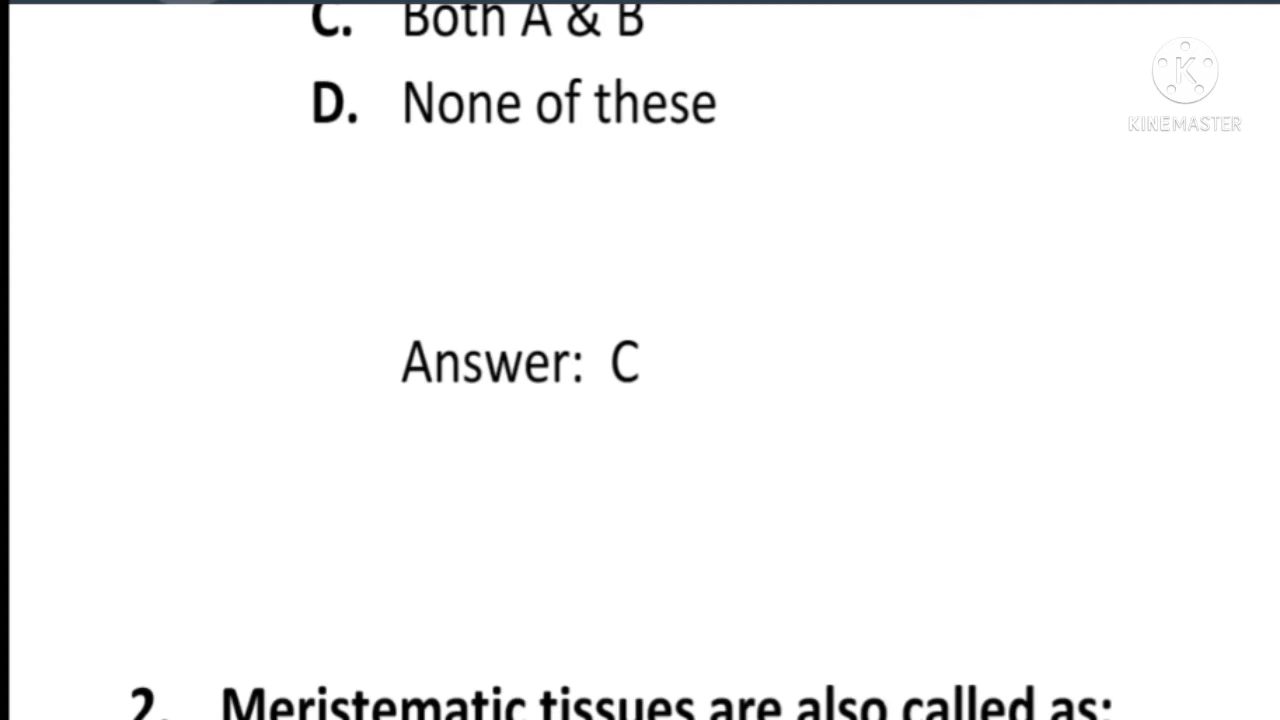 C. Both A & B
D. None of these
KINEMASTER
Answer: C
2. Meristematic tissues are also called as: